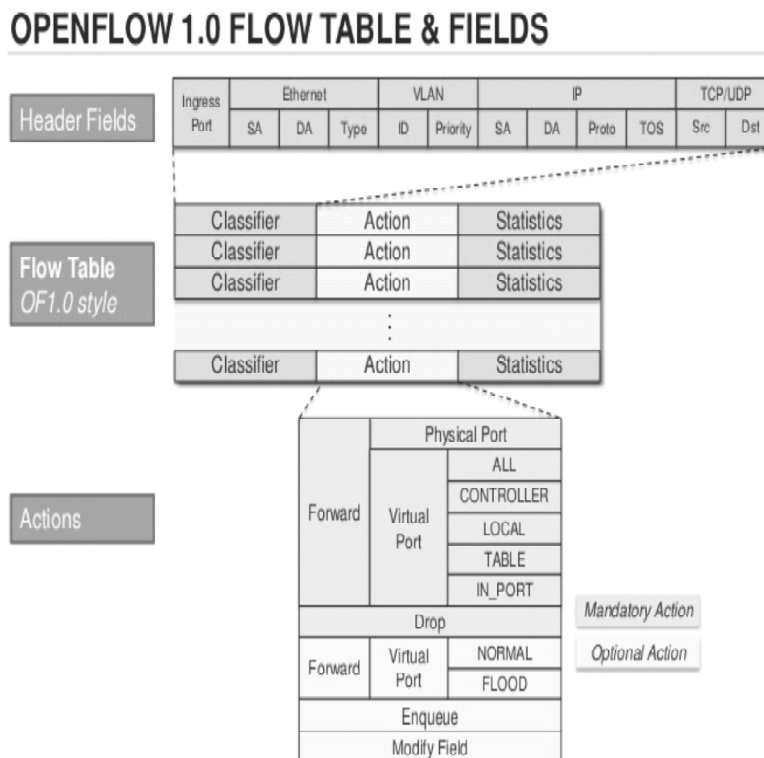 OPENFLOW 1.0 FLOW TABLE & FIELDS
Header Fields
Ingress Port
Ethernet
VLAN
IP
TCP/UDP
SA
DA
Type
ID
Priority
SA
DA
Proto
TOS
Src
Dst
Flow Table
OF1.0 style
Classifier Action Statistics
Classifier Action Statistics
Classifier Action Statistics
⋮
Classifier Action Statistics
Actions
Forward
Physical Port
Virtual Port
ALL
CONTROLLER
LOCAL
TABLE
IN_PORT
Drop
Forward
Virtual Port
NORMAL
FLOOD
Enqueue
Modify Field
Mandatory Action
Optional Action